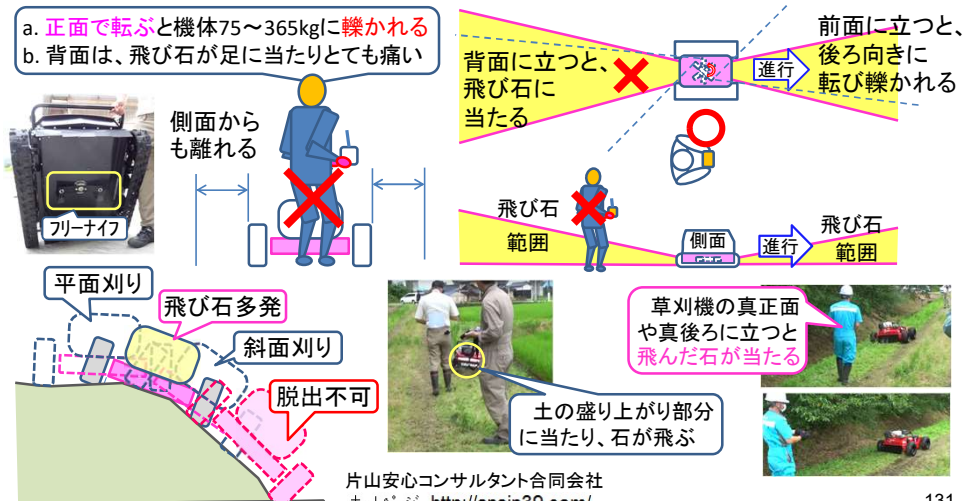 a. 正面で転ぶと機体75～365kgに轢かれる
b. 背面は、飛び石が足に当たりとても痛い
側面から
も離れる
フリーナイフ
背面に立つと、
飛び石に
当たる
進行
前面に立つと、
後ろ向きに
転び轢かれる
飛び石
範囲
側面
進行
飛び石
範囲
平面刈り
飛び石多発
斜面刈り
脱出不可
土の盛り上がり部分
に当たり、石が飛ぶ
草刈機の真正面
や真後ろに立つと
飛んだ石が当たる
片山安心コンサルタント合同会社
131